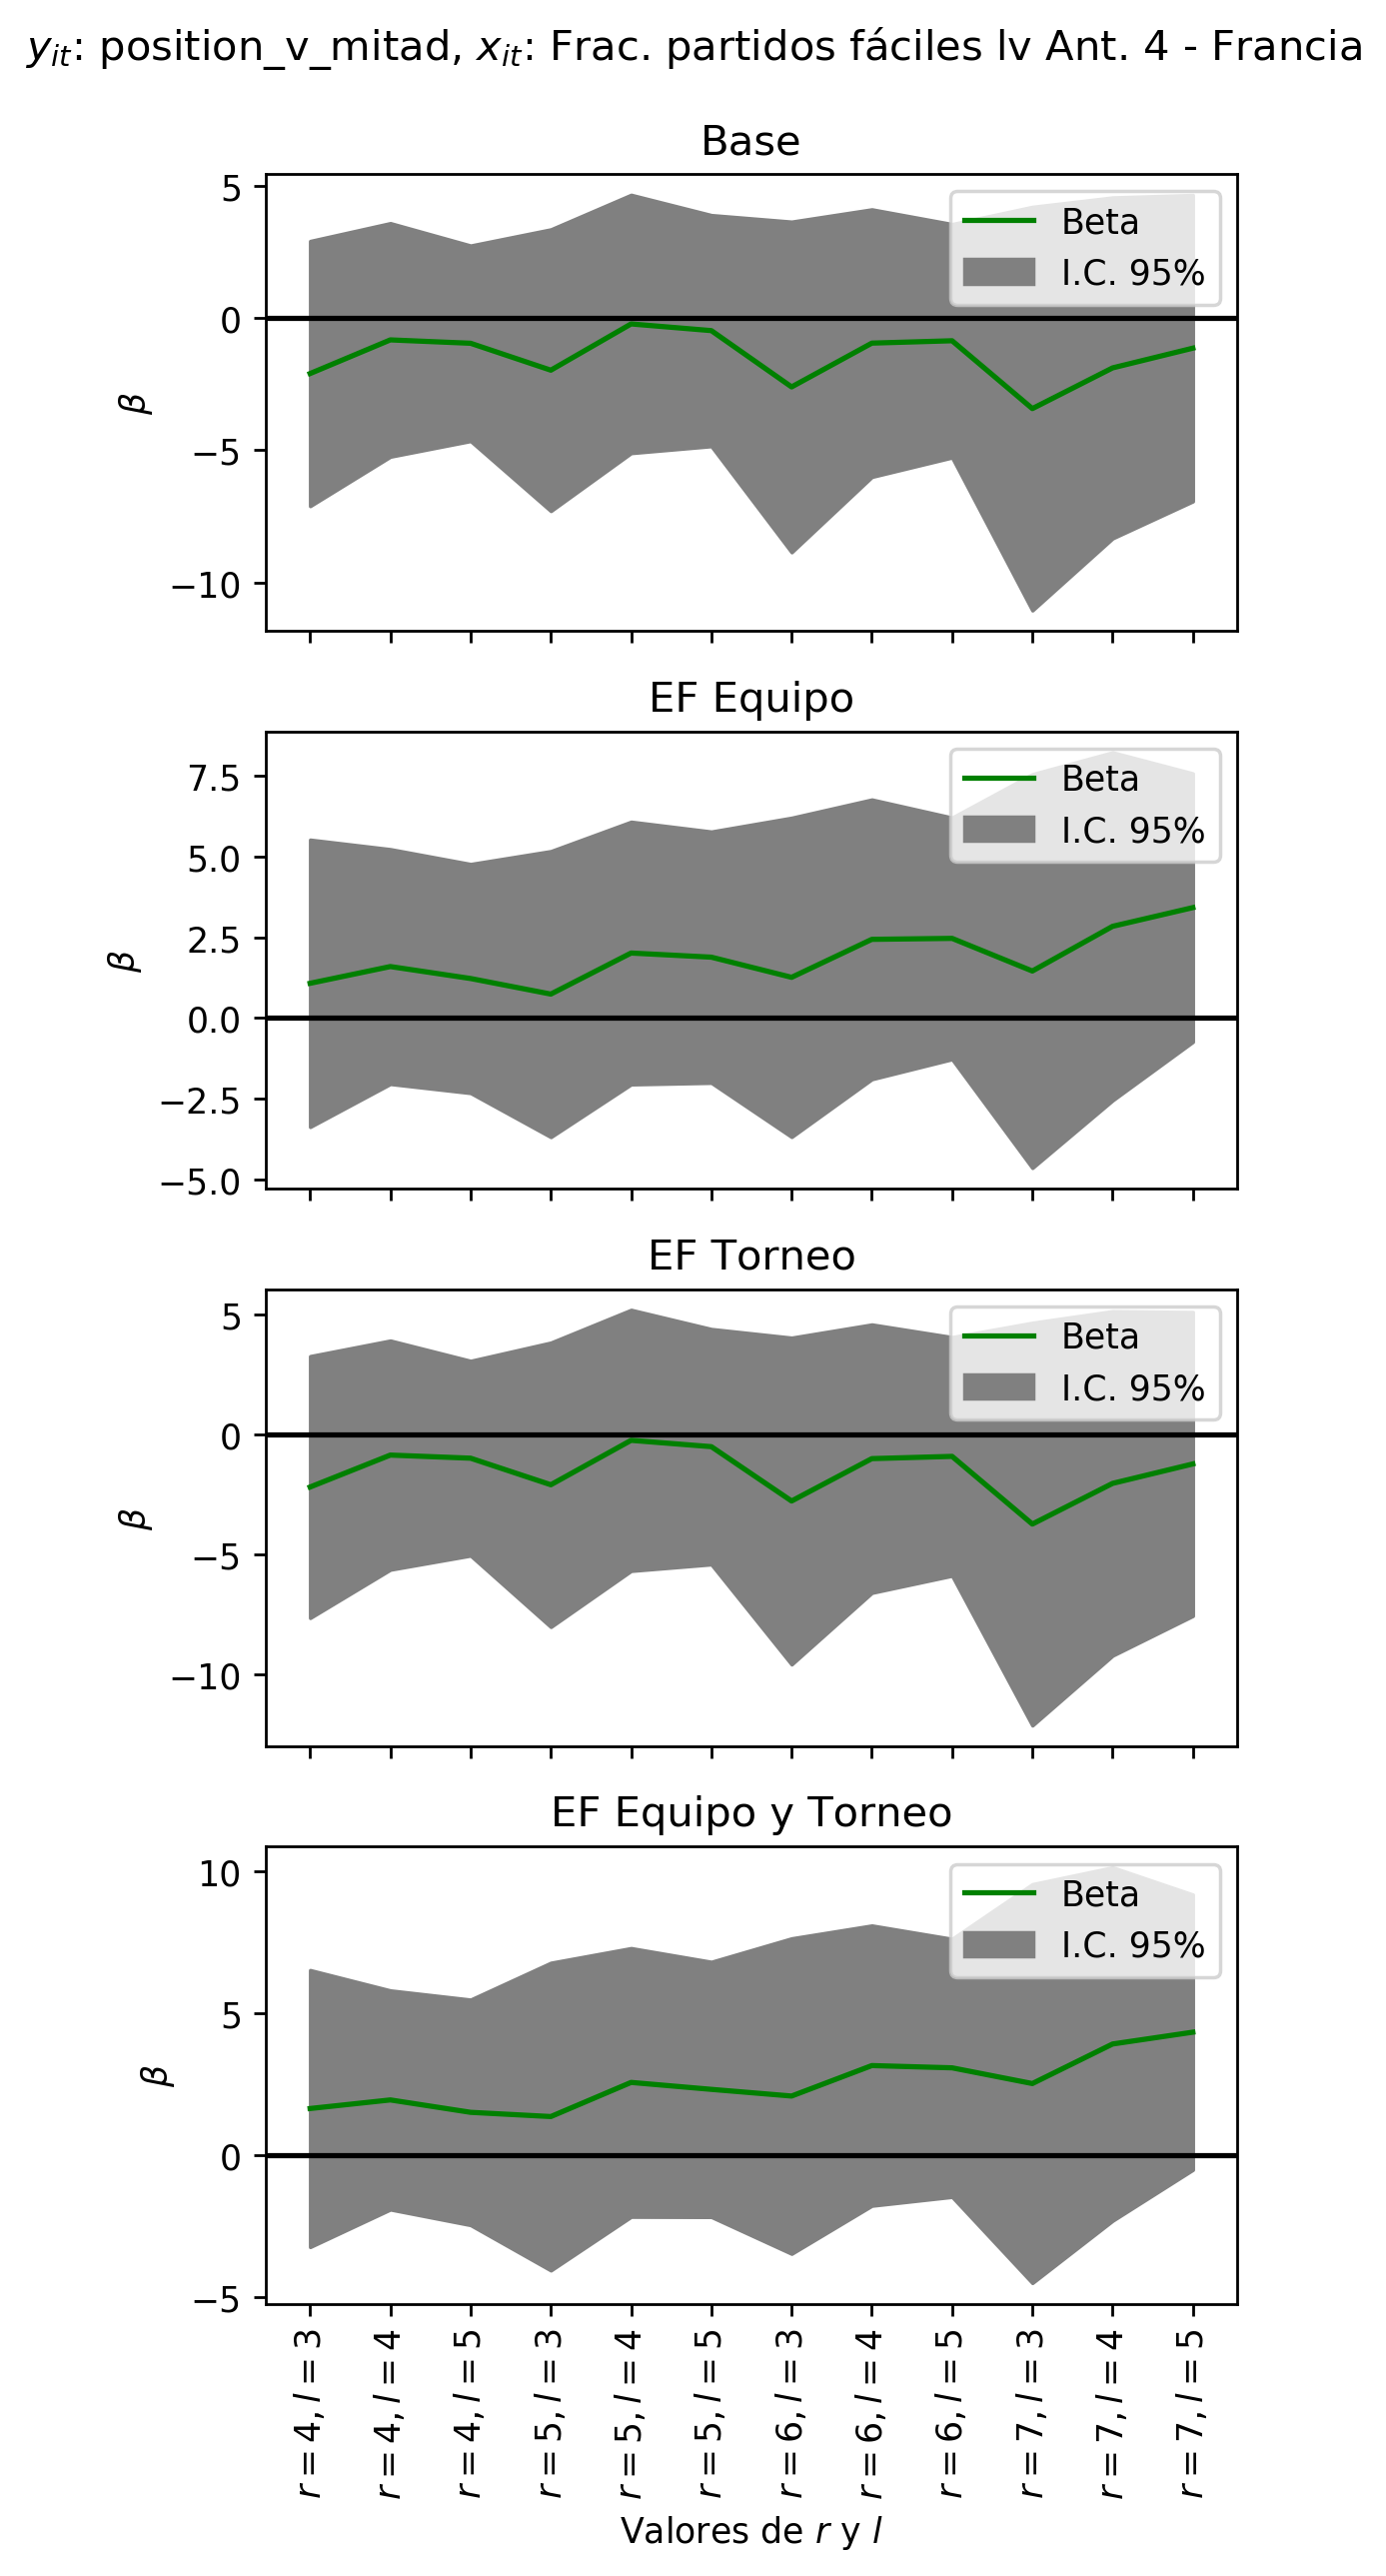 y_it: position_v_mitad, x_it: Frac. partidos fáciles lv Ant. 4 - Francia
Base
5
0
−5
−10
β
Beta
I.C. 95%
EF Equipo
7.5
5.0
2.5
0.0
−2.5
−5.0
β
Beta
I.C. 95%
EF Torneo
5
0
−5
−10
β
Beta
I.C. 95%
EF Equipo y Torneo
10
5
0
−5
β
Beta
I.C. 95%
r = 4, l = 3
r = 4, l = 4
r = 4, l = 5
r = 5, l = 3
r = 5, l = 4
r = 5, l = 5
r = 6, l = 3
r = 6, l = 4
r = 6, l = 5
r = 7, l = 3
r = 7, l = 4
r = 7, l = 5
Valores de r y l